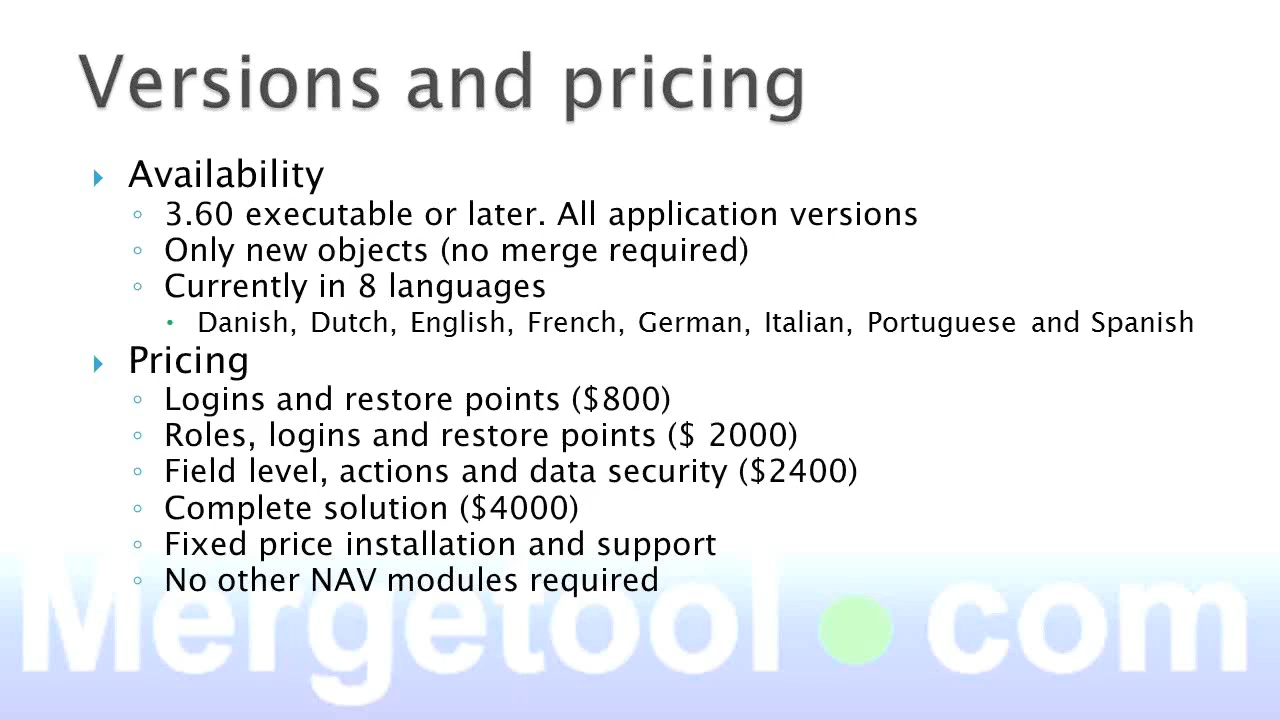 Versions and pricing
Availability
3.60 executable or later. All application versions
Only new objects (no merge required)
Currently in 8 languages
Danish, Dutch, English, French, German, Italian, Portuguese and Spanish
Pricing
Logins and restore points ($800)
Roles, logins and restore points ($ 2000)
Field level, actions and data security ($2400)
Complete solution ($4000)
Fixed price installation and support
No other NAV modules required
Mergetool.com